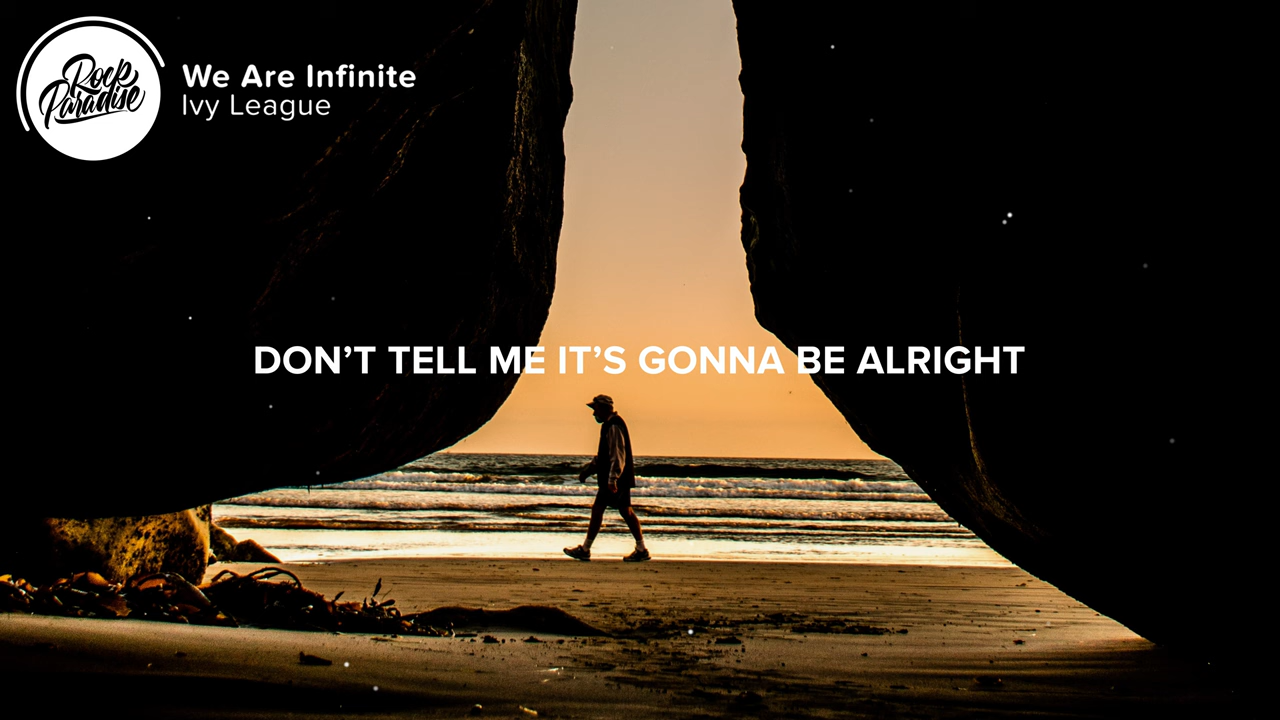 Rock
Paradise
We Are Infinite
Ivy League
DON’T TELL ME IT’S GONNA BE ALRIGHT